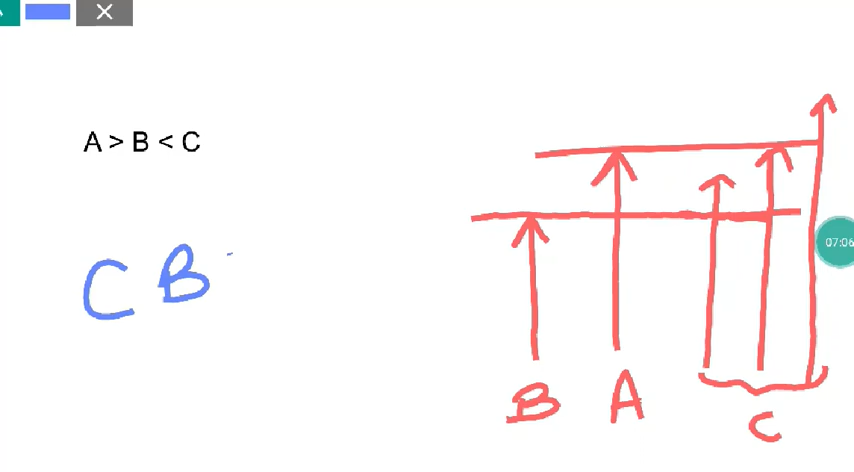 A > B < C
C B
B A C
07:06